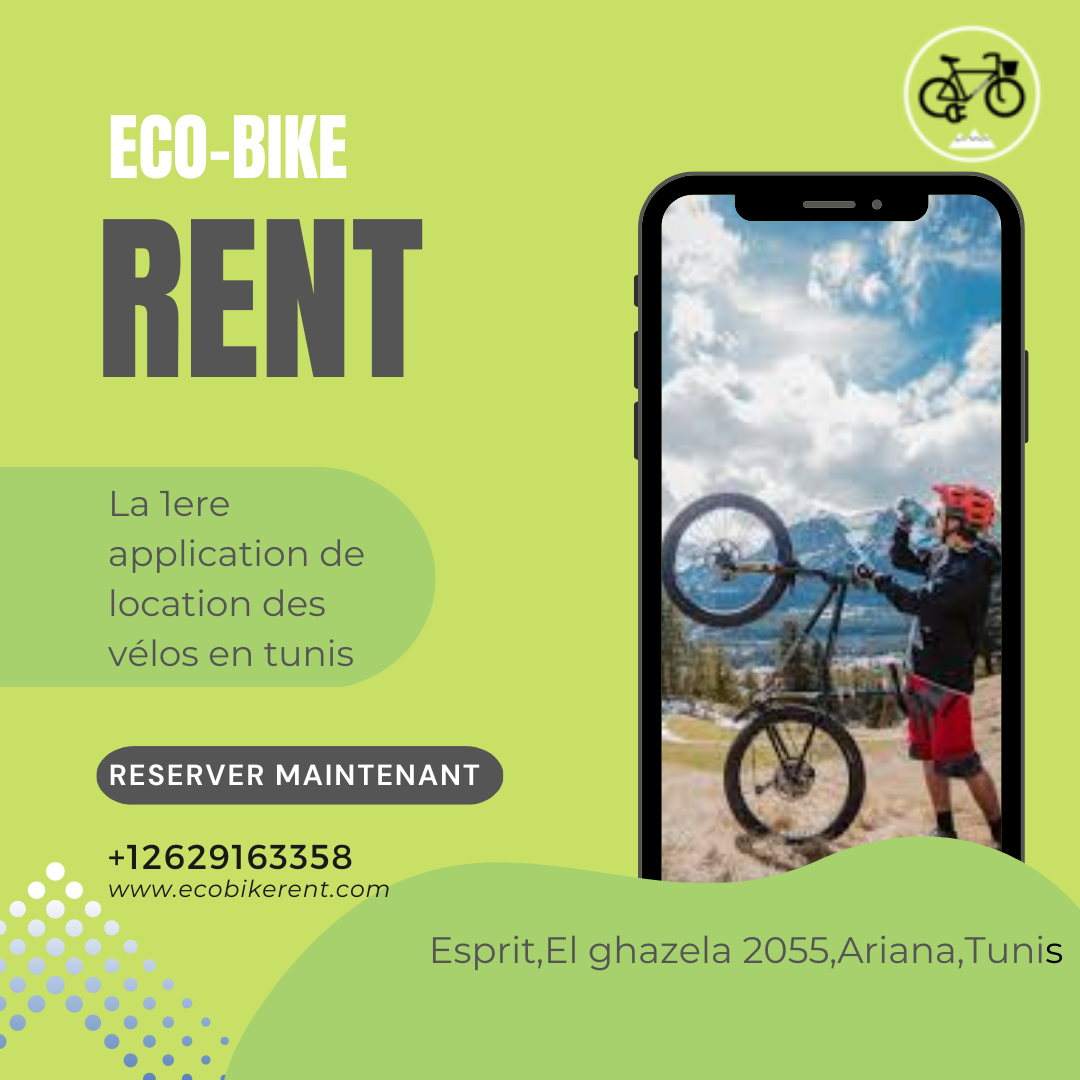 ECO-BIKE
RENT
La 1ere
application de
location des
vélos en tunis
RESERVER MAINTENANT
+12629163358
www.ecobikerent.com
Esprit,El ghazela 2055,Ariana,Tunis